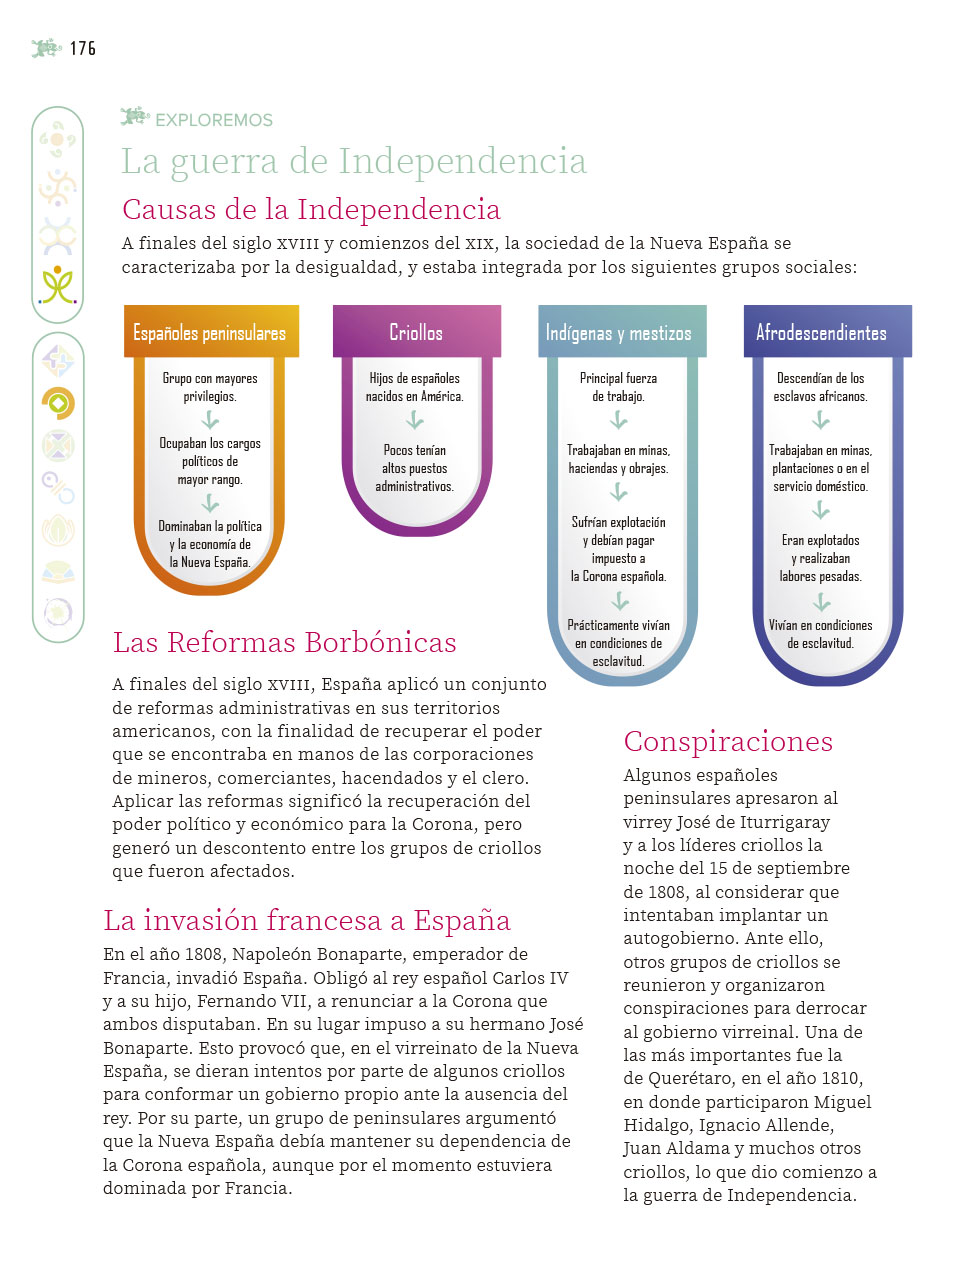 176
EXPLOREMOS
La guerra de Independencia
Causas de la Independencia
A finales del siglo XVIII y comienzos del XIX, la sociedad de la Nueva España se
caracterizaba por la desigualdad, y estaba integrada por los siguientes grupos sociales:
Españoles peninsulares
Grupo con mayores
privilegios.
Ocupaban los cargos
políticos de
mayor rango.
Dominaban la política
y la economía de
la Nueva España.
Criollos
Hijos de españoles
nacidos en América.
Pocos tenían
altos puestos
administrativos.
Indígenas y mestizos
Principal fuerza
de trabajo.
Trabajaban en minas,
haciendas y obrajes.
Sufrían explotación
y debían pagar
impuesto a
la Corona española.
Prácticamente vivían
en condiciones de
esclavitud.
Afrodescendientes
Descendían de los
esclavos africanos.
Trabajaban en minas,
plantaciones o en el
servicio doméstico.
Eran explotados
y realizaban
labores pesadas.
Vivían en condiciones
de esclavitud.
Las Reformas Borbónicas
A finales del siglo XVIII, España aplicó un conjunto
de reformas administrativas en sus territorios
americanos, con la finalidad de recuperar el poder
que se encontraba en manos de las corporaciones
de mineros, comerciantes, hacendados y el clero.
Aplicar las reformas significó la recuperación del
poder político y económico para la Corona, pero
generó un descontento entre los grupos de criollos
que fueron afectados.
La invasión francesa a España
En el año 1808, Napoleón Bonaparte, emperador de
Francia, invadió España. Obligó al rey español Carlos IV
y a su hijo, Fernando VII, a renunciar a la Corona que
ambos disputaban. En su lugar impuso a su hermano José
Bonaparte. Esto provocó que, en el virreinato de la Nueva
España, se dieran intentos por parte de algunos criollos
para conformar un gobierno propio ante la ausencia del
rey. Por su parte, un grupo de peninsulares argumentó
que la Nueva España debía mantener su dependencia de
la Corona española, aunque por el momento estuviera
dominada por Francia.
Conspiraciones
Algunos españoles
peninsulares apresaron al
virrey José de Iturrigaray
y a los líderes criollos la
noche del 15 de septiembre
de 1808, al considerar que
intentaban implantar un
autogobierno. Ante ello,
otros grupos de criollos se
reunieron y organizaron
conspiraciones para derrocar
al gobierno virreinal. Una de
las más importantes fue la
de Querétaro, en el año 1810,
en donde participaron Miguel
Hidalgo, Ignacio Allende,
Juan Aldama y muchos otros
criollos, lo que dio comienzo a
la guerra de Independencia.